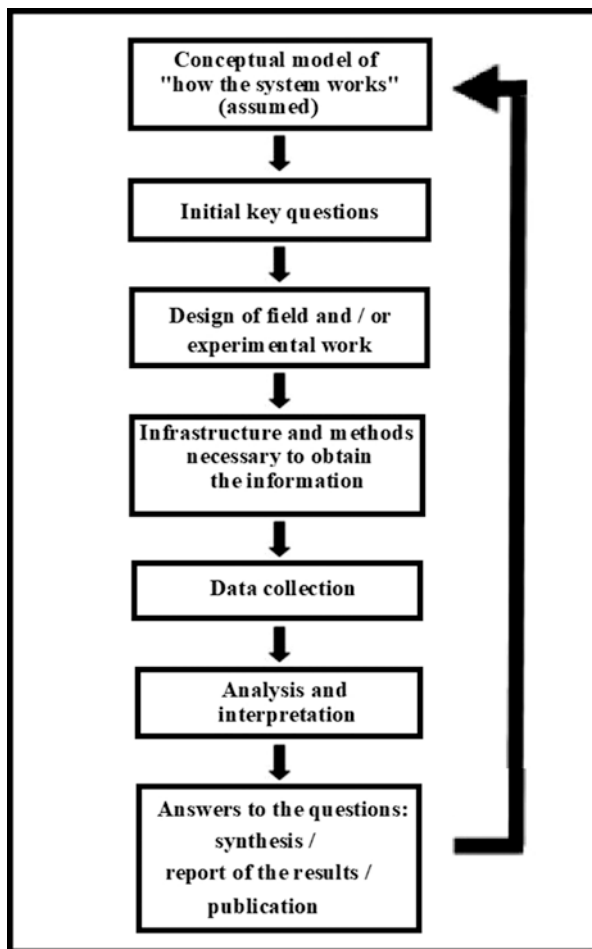 Conceptual model of
"how the system works"
(assumed)
Initial key questions
Design of field and / or
experimental work
Infrastructure and methods
necessary to obtain
the information
Data collection
Analysis and
interpretation
Answers to the questions:
synthesis /
report of the results /
publication